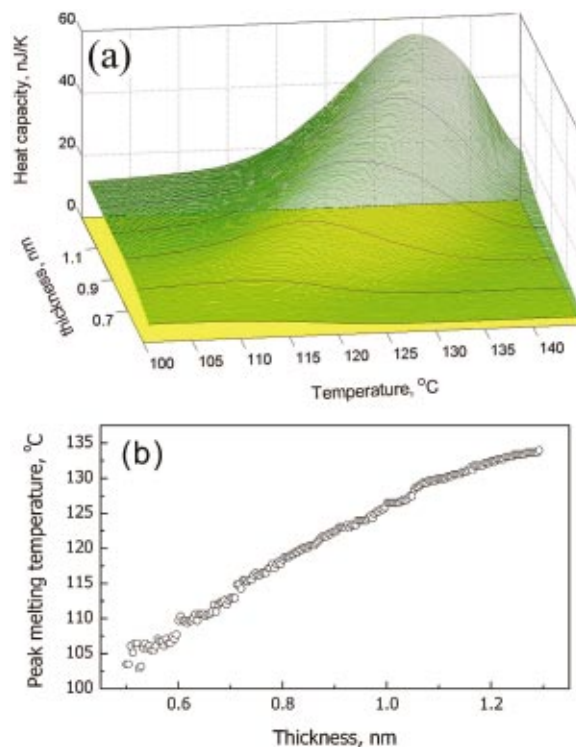 60
(a)
Heat capacity, nJ/K
40
20
0
thickness, nm
1.1
0.9
0.7
100 105 110 115 120 125 130 135 140
Temperature, °C
135
(b)
Peak melting temperature, °C
130
125
120
115
110
105
100
0.6 0.8 1.0 1.2
Thickness, nm